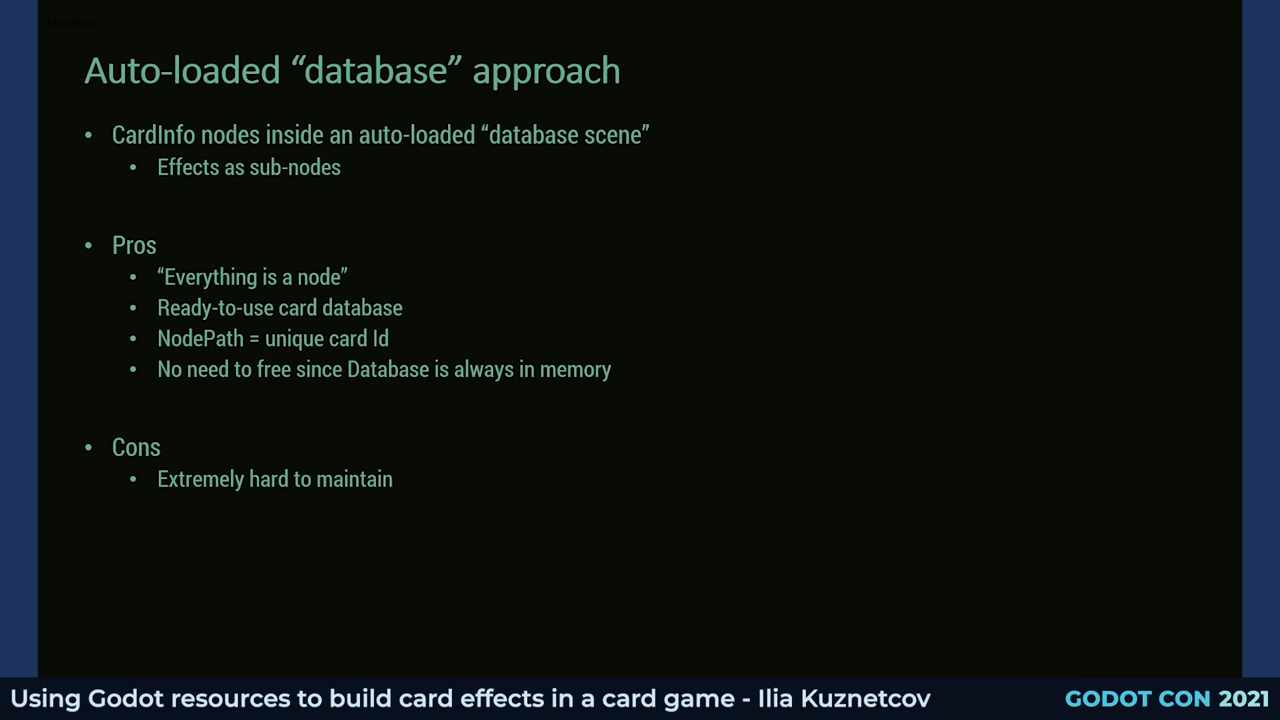 Auto-loaded “database” approach
• CardInfo nodes inside an auto-loaded “database scene”
• Effects as sub-nodes
• Pros
• “Everything is a node”
• Ready-to-use card database
• NodePath = unique card Id
• No need to free since Database is always in memory
• Cons
• Extremely hard to maintain
Using Godot resources to build card effects in a card game - Ilia Kuznetcov
GODOT CON 2021